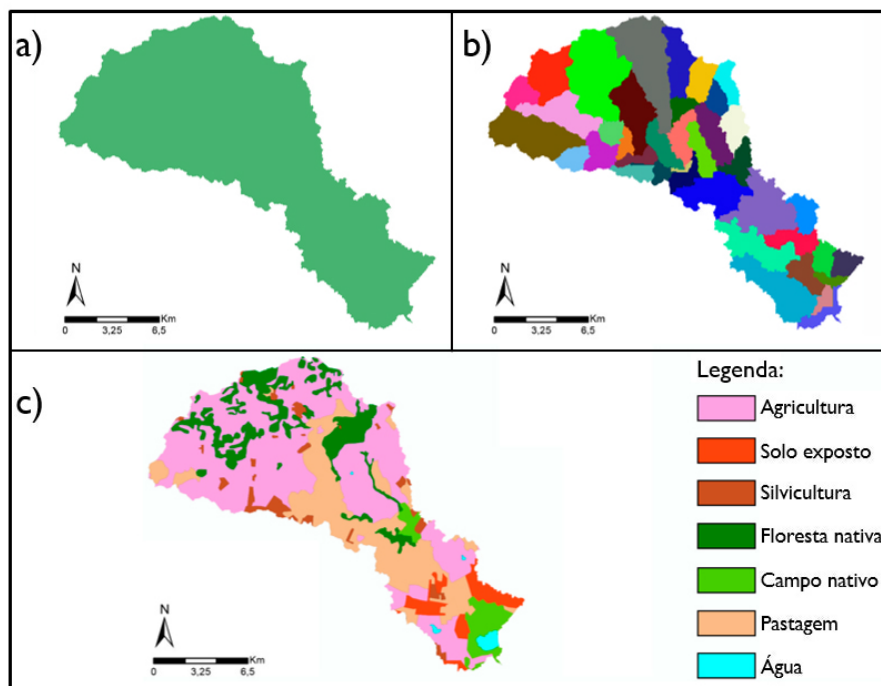 a)
N
0 3,25 6,5 Km
b)
N
0 3,25 6,5 Km
c)
N
0 3,25 6,5 Km
Legenda:
Agricultura
Solo exposto
Silvicultura
Floresta nativa
Campo nativo
Pastagem
Água